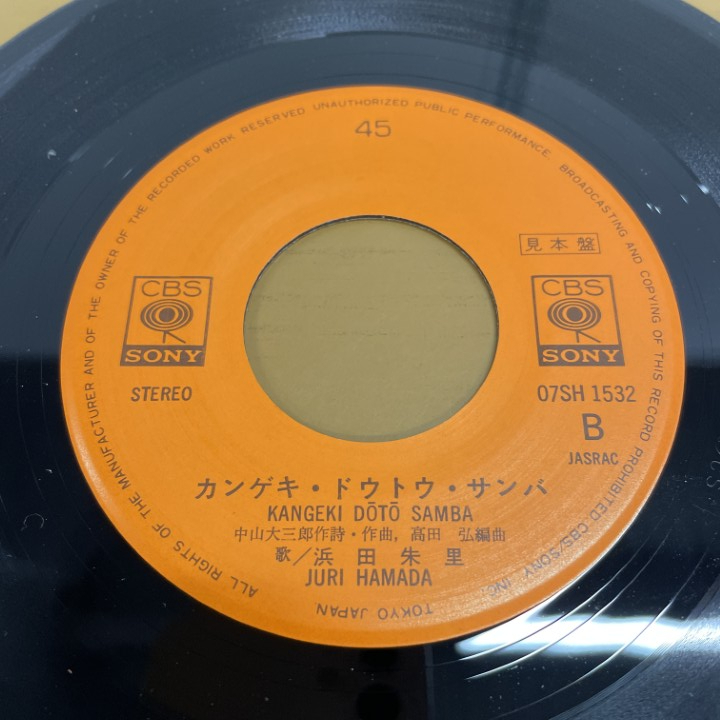 ALL RIGHTS OF THE MANUFACTURER AND OF THE OWNER OF THE RECORDED WORK RESERVED UNAUTHORIZED PUBLIC PERFORMANCE BROADCASTING AND COPYING OF THIS RECORD PROHIBITED CBS/SONY INC. TOKYO JAPAN
45
見本盤
CBS
SONY
STEREO
CBS
SONY
07SH 1532
B
JASRAC
カンゲキ・ドウトウ・サンバ
KANGEKI DŌTŌ SAMBA
中山大三郎作詩・作曲，高田 弘編曲
歌／浜田朱里
JURI HAMADA